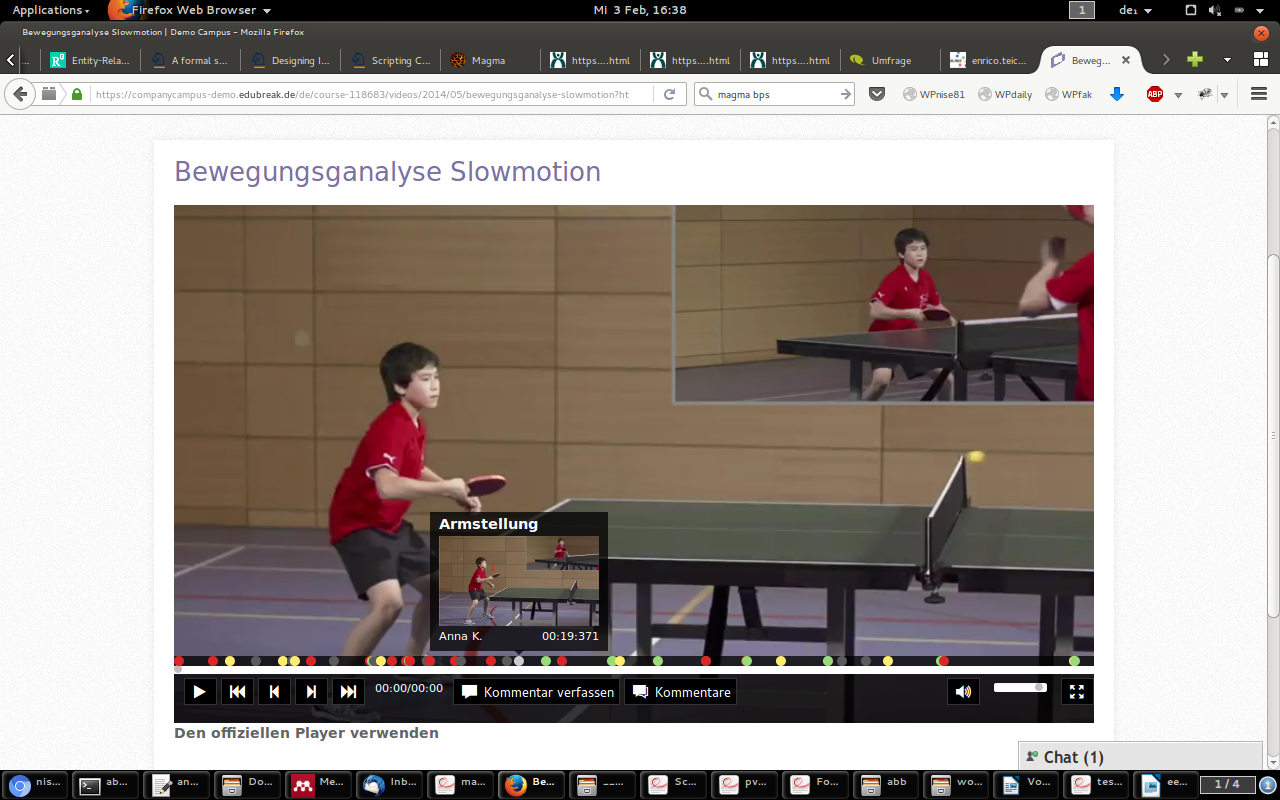 Applications
Firefox Web Browser
Mi 3 Feb, 16:38
1
de₁
Bewegungsganalyse Slowmotion | Demo Campus - Mozilla Firefox
...
Entity-Rela...
A formal s...
Designing I...
Scripting C...
Magma
https....html
https....html
https....html
Umfrage
enrico.teic...
Beweg...
https://companycampus-demo.edubreak.de/de/course-118683/videos/2014/05/bewegungsganalyse-slowmotion?ht
magma bps
WPnise81
WPdaily
WPfak
ABP
Bewegungsganalyse Slowmotion
Armstellung
Anna K.
00:19:371
00:00/00:00
Kommentar verfassen
Kommentare
Den offiziellen Player verwenden
Chat (1)
nis...
ab...
an...
Do...
Me...
Inb...
ma...
Be...
__...
Sc...
pv...
Fo...
abb
wo...
Vo...
tes...
ee...
1 / 4
1